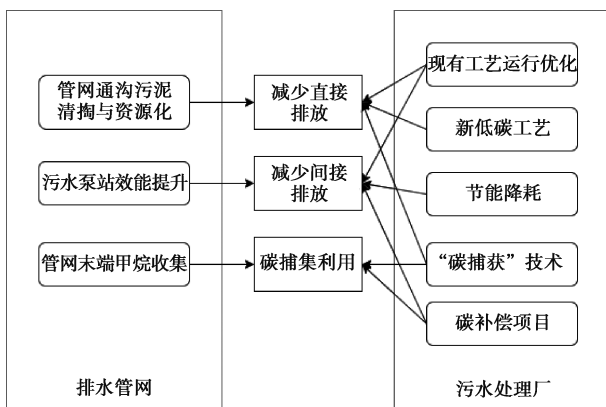 管网通沟污泥
清掏与资源化
污水泵站效能提升
管网末端甲烷收集
排水管网
减少直接
排放
减少间接
排放
碳捕集利用
现有工艺运行优化
新低碳工艺
节能降耗
“碳捕获”技术
碳补偿项目
污水处理厂